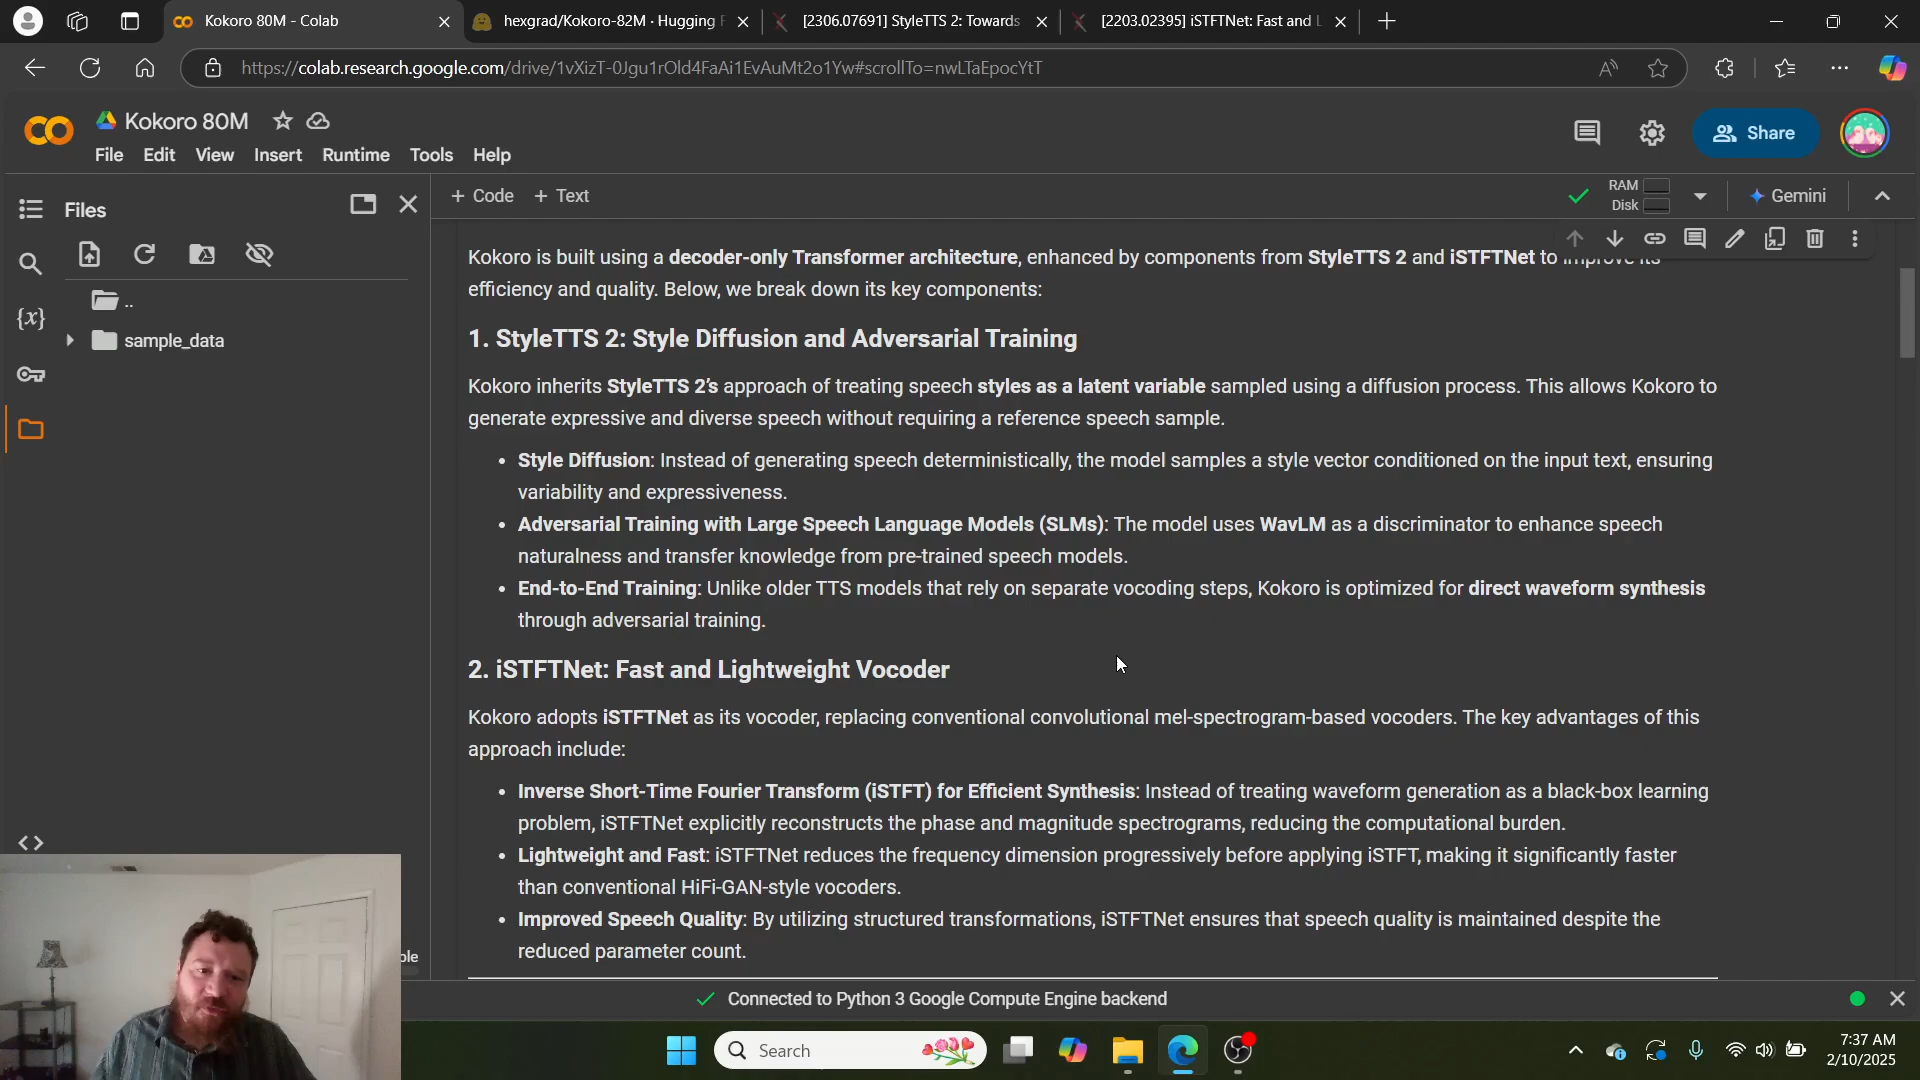 Kokoro 80M - Colab
hexgrad/Kokoro-82M · Hugging F
[2306.07691] StyleTTS 2: Towards
[2203.02395] iSTFTNet: Fast and L
https://colab.research.google.com/drive/1vXizT-0Jgu1rOld4FaAi1EvAuMt2o1Yw#scrollTo=nwLTaEpocYtT
Kokoro 80M
File Edit View Insert Runtime Tools Help
Share
Files
+ Code + Text
RAM
Disk
Gemini
..
sample_data
Kokoro is built using a decoder-only Transformer architecture, enhanced by components from StyleTTS 2 and iSTFTNet to improve its
efficiency and quality. Below, we break down its key components:
1. StyleTTS 2: Style Diffusion and Adversarial Training
Kokoro inherits StyleTTS 2's approach of treating speech styles as a latent variable sampled using a diffusion process. This allows Kokoro to
generate expressive and diverse speech without requiring a reference speech sample.
• Style Diffusion: Instead of generating speech deterministically, the model samples a style vector conditioned on the input text, ensuring
variability and expressiveness.
• Adversarial Training with Large Speech Language Models (SLMs): The model uses WavLM as a discriminator to enhance speech
naturalness and transfer knowledge from pre-trained speech models.
• End-to-End Training: Unlike older TTS models that rely on separate vocoding steps, Kokoro is optimized for direct waveform synthesis
through adversarial training.
2. iSTFTNet: Fast and Lightweight Vocoder
Kokoro adopts iSTFTNet as its vocoder, replacing conventional convolutional mel-spectrogram-based vocoders. The key advantages of this
approach include:
• Inverse Short-Time Fourier Transform (iSTFT) for Efficient Synthesis: Instead of treating waveform generation as a black-box learning
problem, iSTFTNet explicitly reconstructs the phase and magnitude spectrograms, reducing the computational burden.
• Lightweight and Fast: iSTFTNet reduces the frequency dimension progressively before applying iSTFT, making it significantly faster
than conventional HiFi-GAN-style vocoders.
• Improved Speech Quality: By utilizing structured transformations, iSTFTNet ensures that speech quality is maintained despite the
reduced parameter count.
ble
Connected to Python 3 Google Compute Engine backend
Search
7:37 AM
2/10/2025